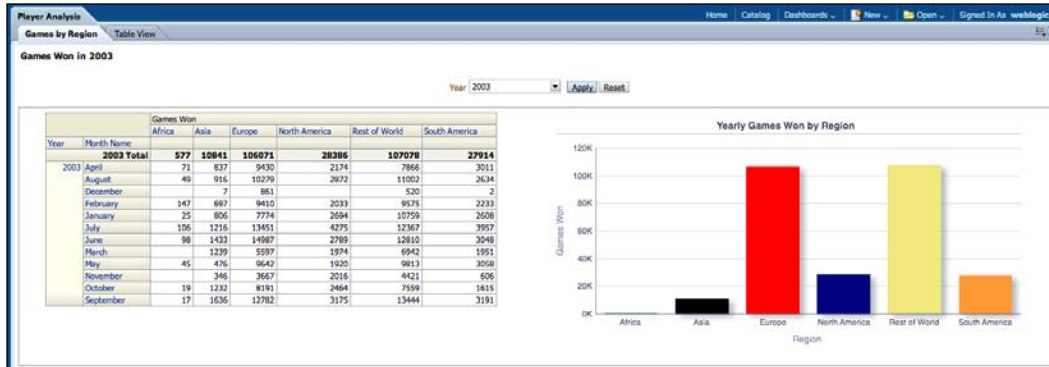 Player Analysis
Home Catalog Dashboards New Open Signed In As weblogic
Games by Region Table View
Games Won in 2003
Year 2003 Apply Reset
Games Won
Africa Asia Europe North America Rest of World South America
Year Month Name
2003 Total 577 10841 106071 28386 107078 27914
2003 April 71 837 9430 2174 7866 3011
August 49 916 10279 2872 11002 2634
December 7 861 520 2
February 147 697 9410 2033 9575 2233
January 25 806 7774 2694 10759 2608
July 106 1216 13451 4275 12367 3957
June 98 1433 14987 2789 12810 3048
March 1239 5597 1974 6942 1951
May 45 476 9642 1920 9813 3058
November 346 3667 2016 4421 606
October 19 1232 8191 2464 7559 1615
September 17 1636 12782 3175 13444 3191
Yearly Games Won by Region
120K
100K
80K
60K
40K
20K
0K
Games Won
Africa Asia Europe North America Rest of World South America
Region